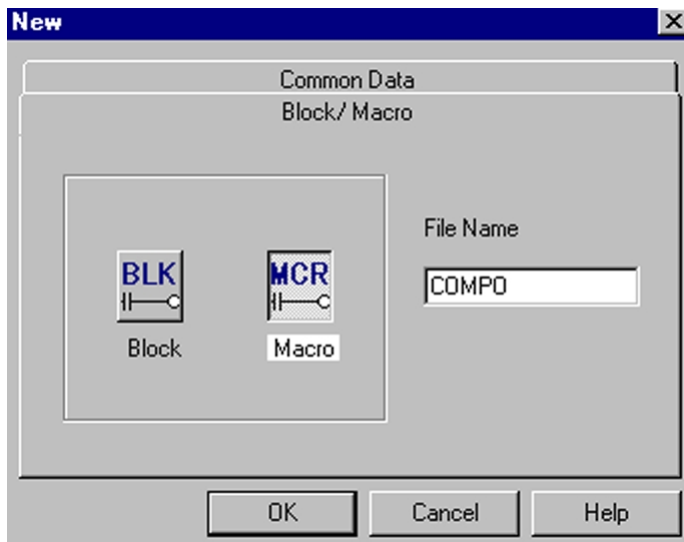 New
Common Data
Block/ Macro
File Name
BLK
MCR
COMPO
Block
Macro
OK
Cancel
Help